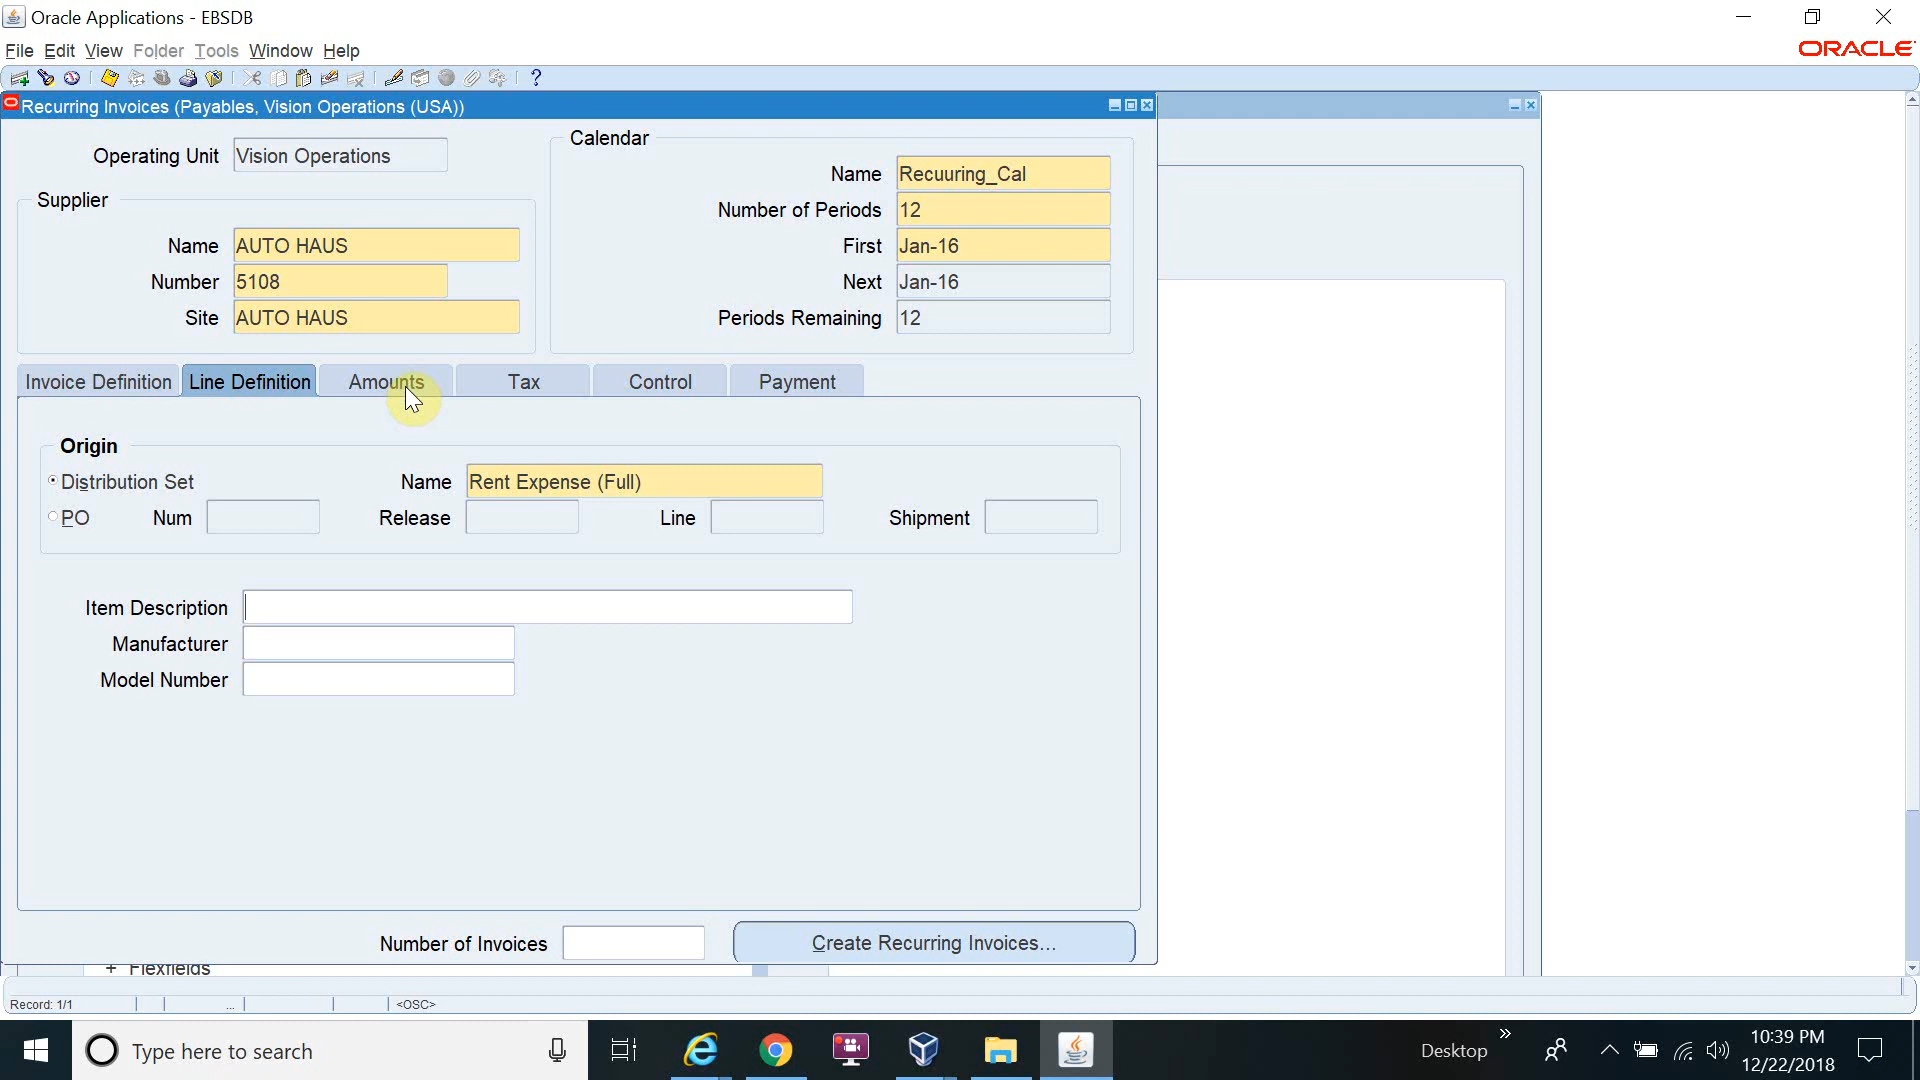 Oracle Applications - EBSDB
File Edit View Folder Tools Window Help
ORACLE
Recurring Invoices (Payables, Vision Operations (USA))
Operating Unit Vision Operations
Supplier
Name AUTO HAUS
Number 5108
Site AUTO HAUS
Calendar
Name Recuuring_Cal
Number of Periods 12
First Jan-16
Next Jan-16
Periods Remaining 12
Invoice Definition Line Definition Amounts Tax Control Payment
Origin
Distribution Set Name Rent Expense (Full)
PO Num Release Line Shipment
Item Description
Manufacturer
Model Number
Number of Invoices Create Recurring Invoices...
+ Flexfields
Record: 1/1 ... <OSC>
Type here to search
Desktop
10:39 PM
12/22/2018